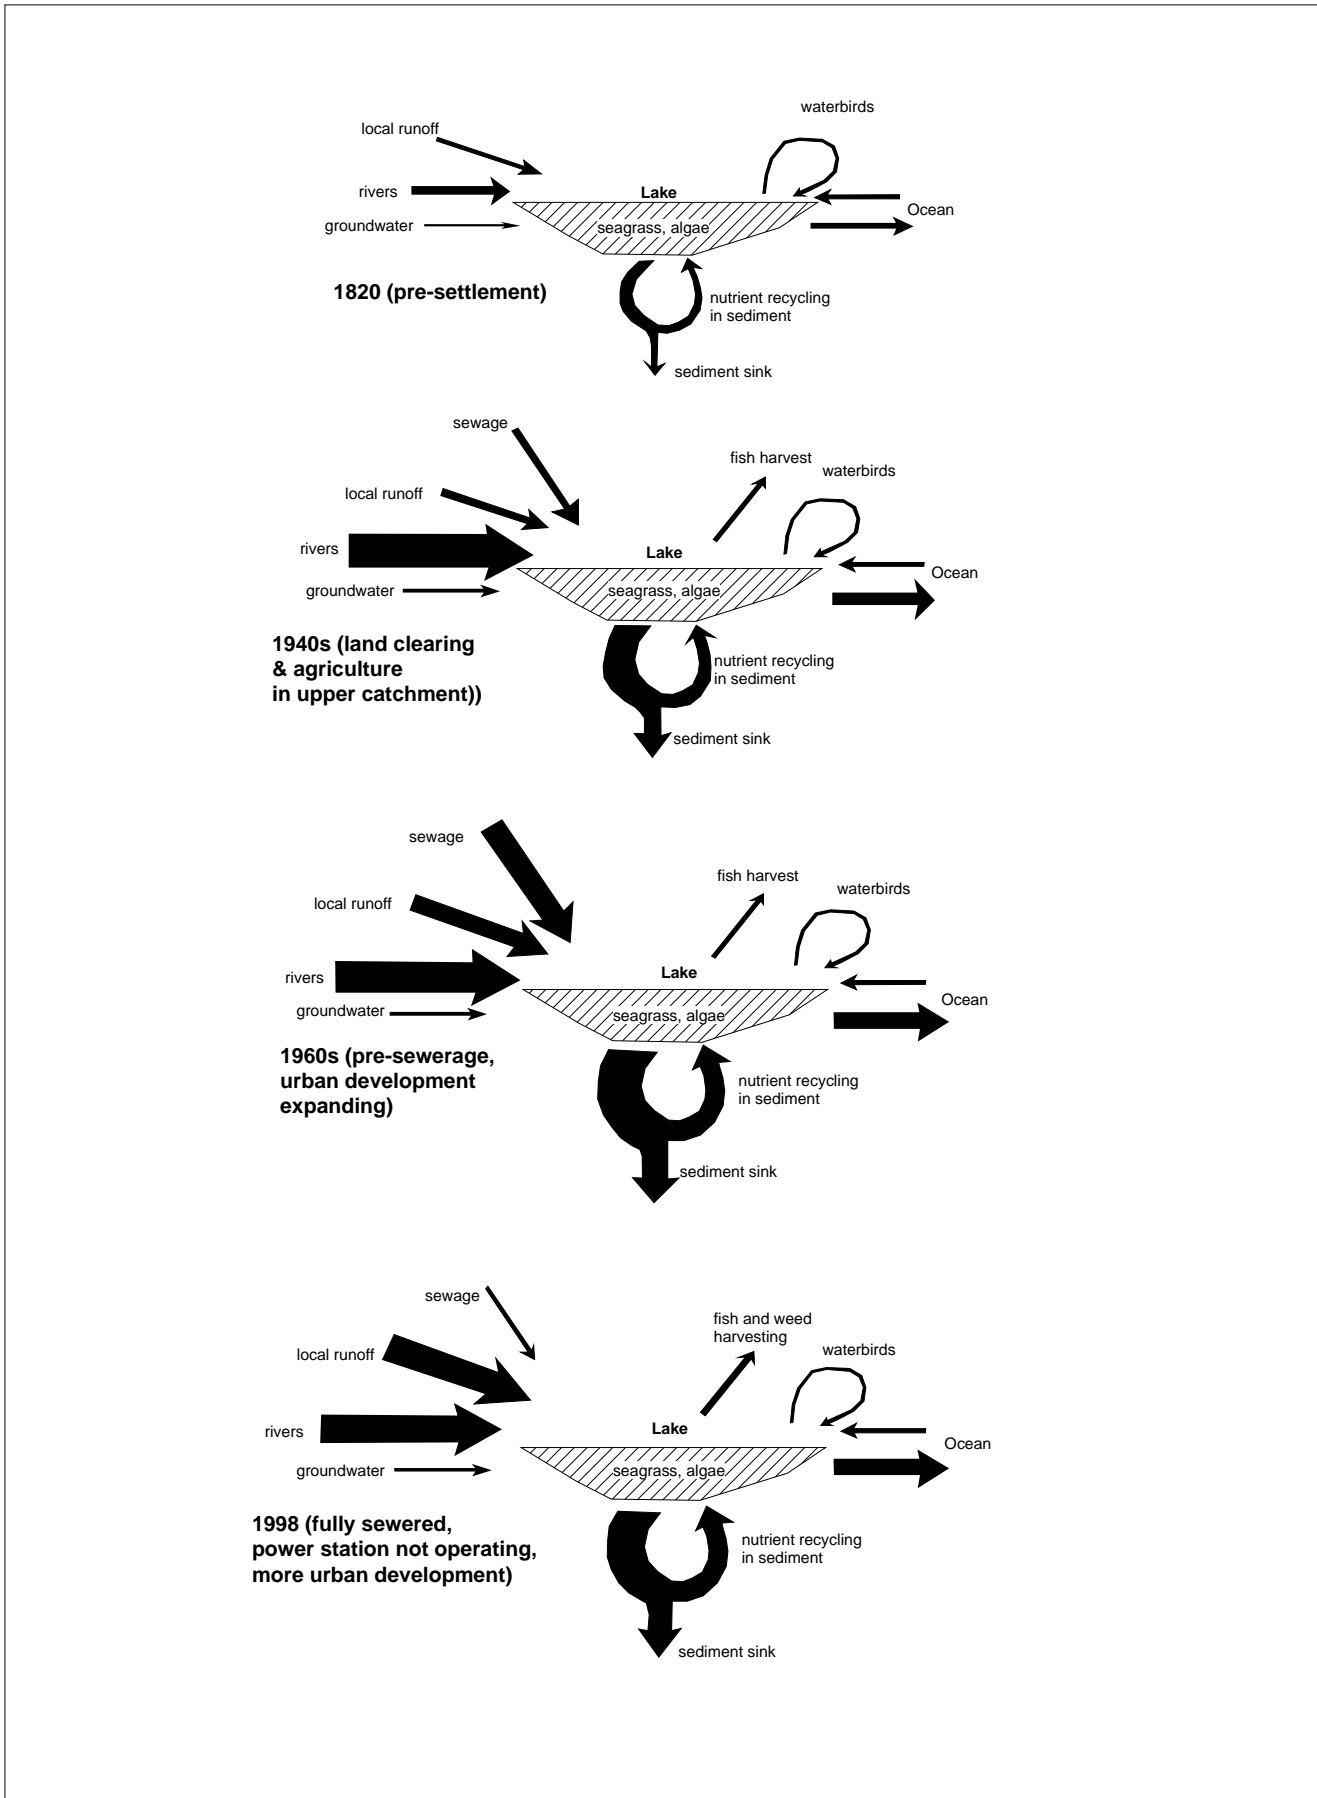 waterbirds
local runoff
rivers
Lake
Ocean
groundwater
seagrass, algae
1820 (pre-settlement)
nutrient recycling
in sediment
sediment sink
sewage
fish harvest
waterbirds
local runoff
rivers
Lake
Ocean
groundwater
seagrass, algae
1940s (land clearing
& agriculture
in upper catchment))
nutrient recycling
in sediment
sediment sink
sewage
fish harvest
waterbirds
local runoff
rivers
Lake
Ocean
groundwater
seagrass, algae
1960s (pre-sewerage,
urban development
expanding)
nutrient recycling
in sediment
sediment sink
sewage
fish and weed
harvesting
waterbirds
local runoff
rivers
Lake
Ocean
groundwater
seagrass, algae
1998 (fully sewered,
power station not operating,
more urban development)
nutrient recycling
in sediment
sediment sink